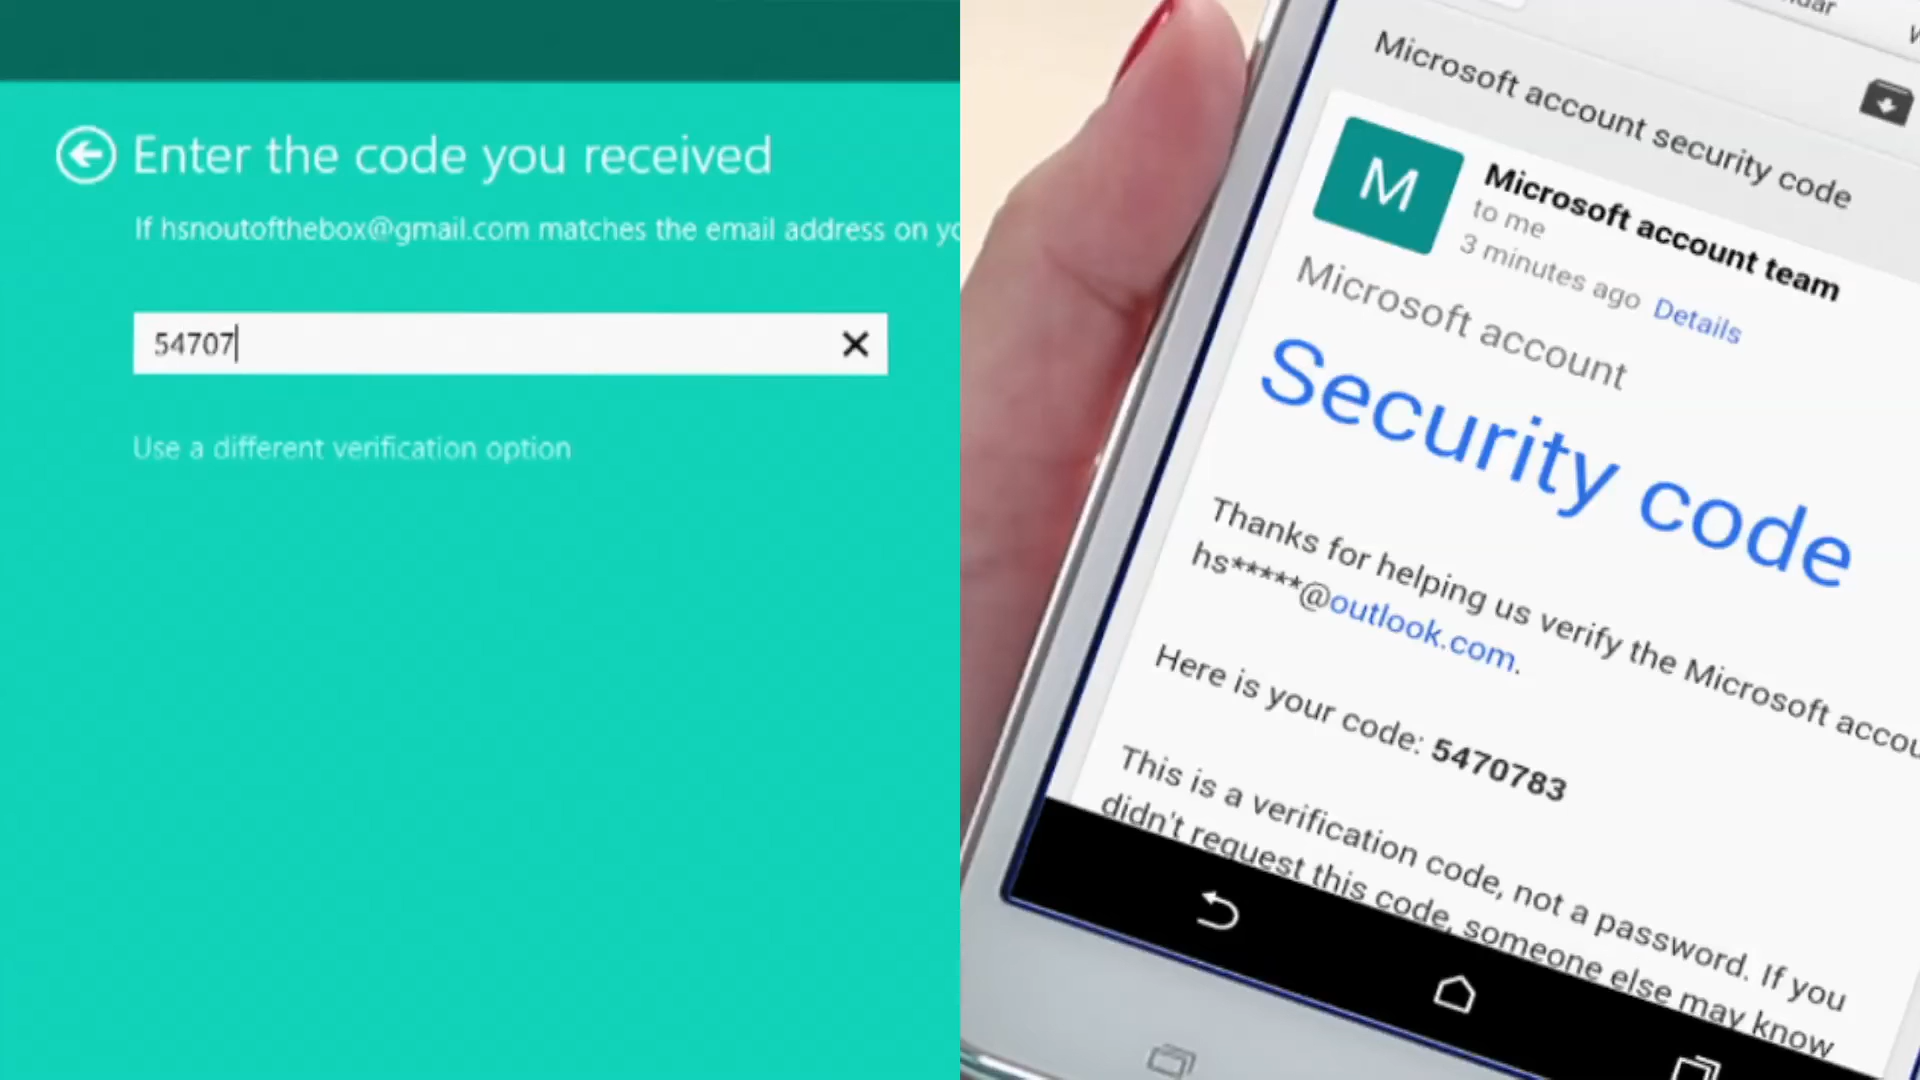 Enter the code you received
If hsnoutofthebox@gmail.com matches the email address on yo
54707
Use a different verification option
Microsoft account security code
M
Microsoft account team
to me
3 minutes ago Details
Microsoft account
Security code
Thanks for helping us verify the Microsoft accou
hs*****@outlook.com.
Here is your code: 5470783
This is a verification code, not a password. If you
didn't request this code, someone else may know